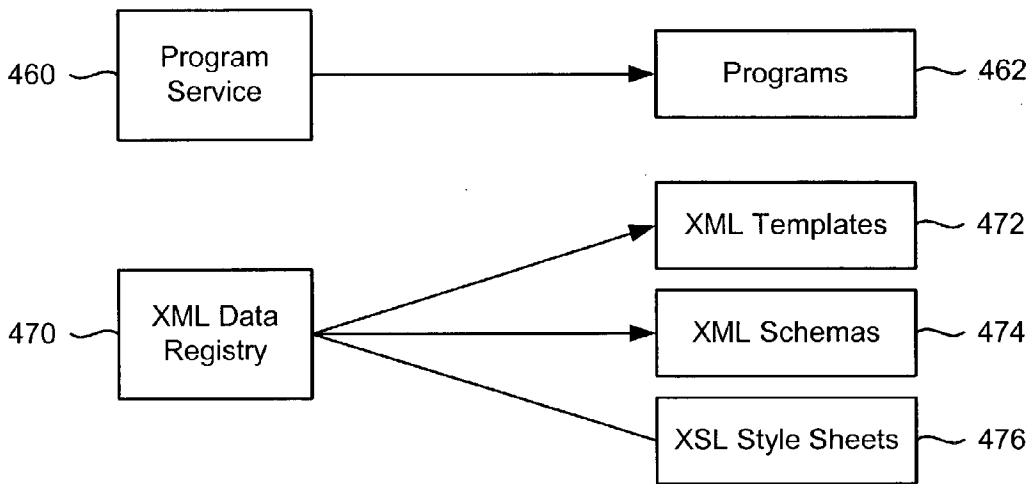 460
Program
Service
Programs
462
XML Templates
472
470
XML Data
Registry
XML Schemas
474
XSL Style Sheets
476